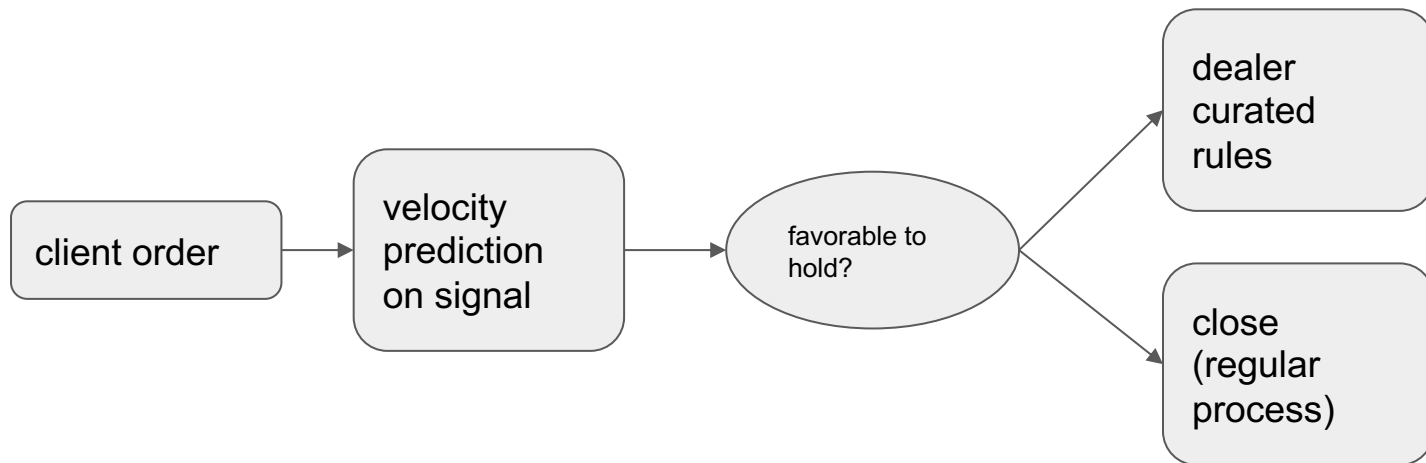 client order
velocity
prediction
on signal
favorable to
hold?
dealer
curated
rules
close
(regular
process)